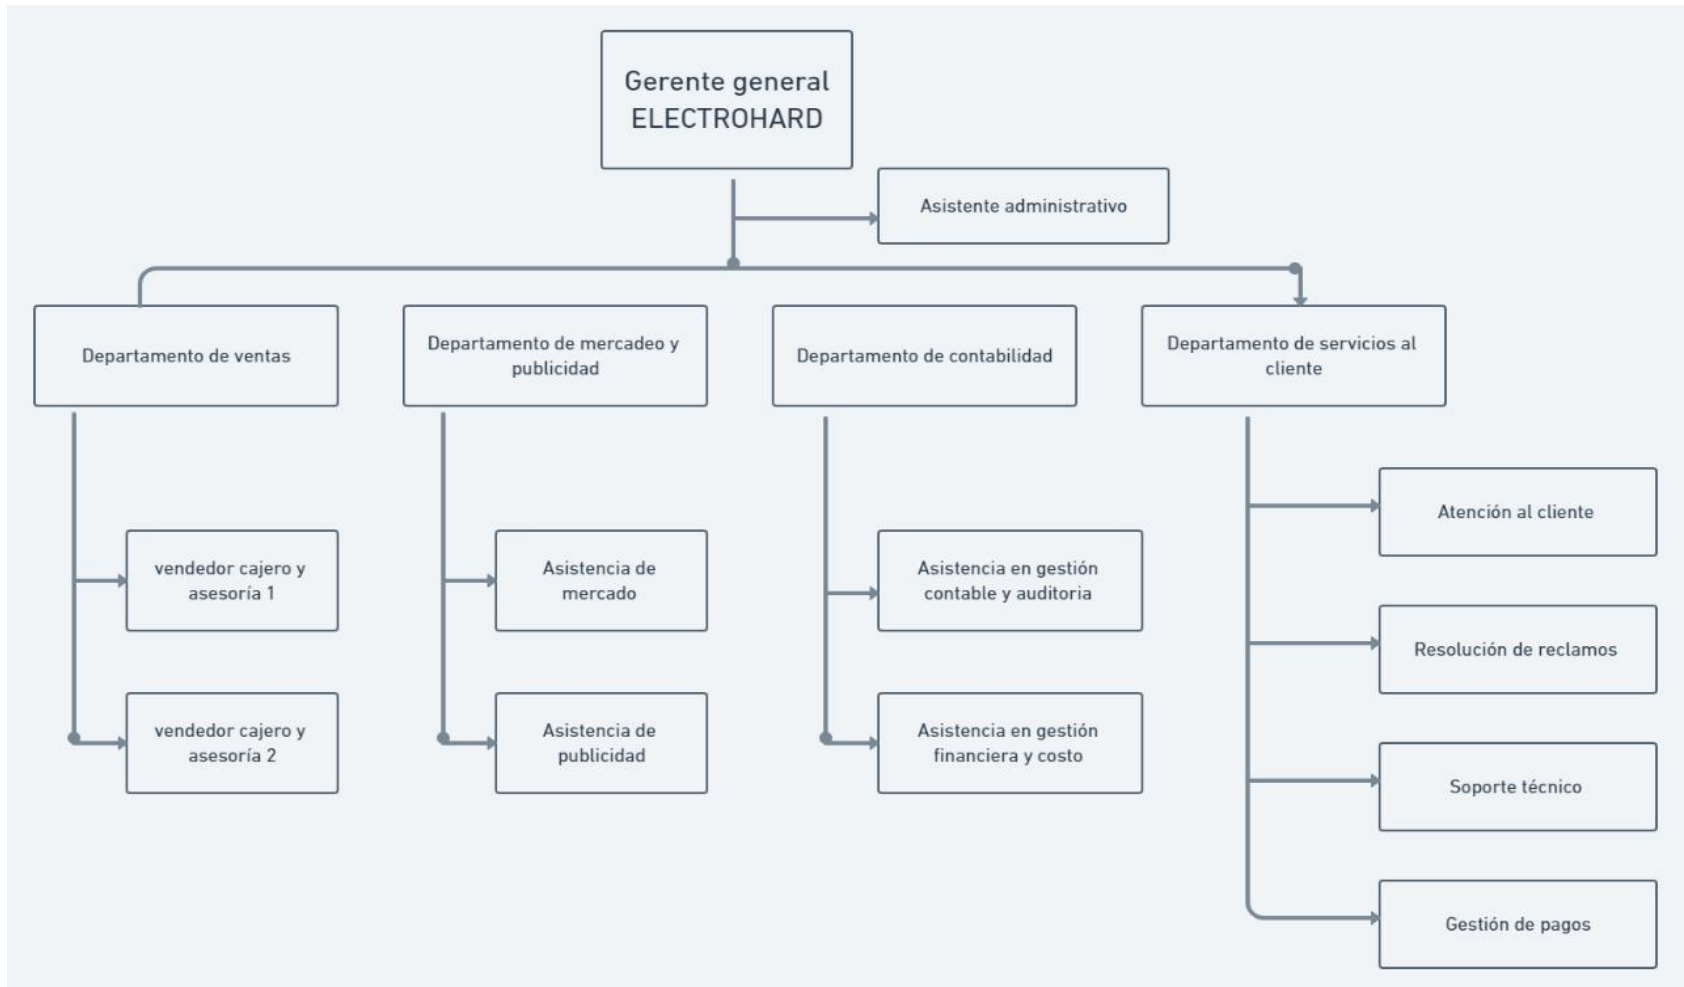 Gerente general
ELECTROHARD
Asistente administrativo
Departamento de ventas
Departamento de mercadeo y
publicidad
Departamento de contabilidad
Departamento de servicios al
cliente
vendedor cajero y
asesoría 1
vendedor cajero y
asesoría 2
Asistencia de
mercado
Asistencia de
publicidad
Asistencia en gestión
contable y auditoria
Asistencia en gestión
financiera y costo
Atención al cliente
Resolución de reclamos
Soporte técnico
Gestión de pagos